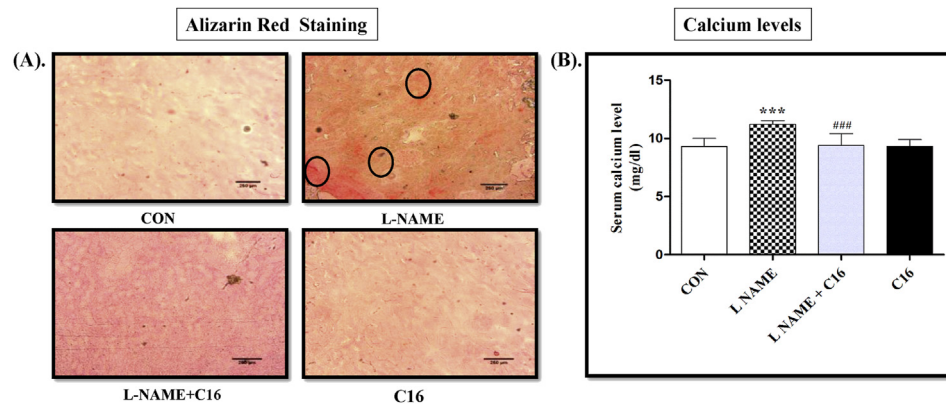 Alizarin Red Staining
Calcium levels
(A).
CON
L-NAME
L-NAME+C16
C16
(B).
Serum calcium level
(mg/dl)
15
10
5
0
***
###
CON
L NAME
L NAME + C16
C16